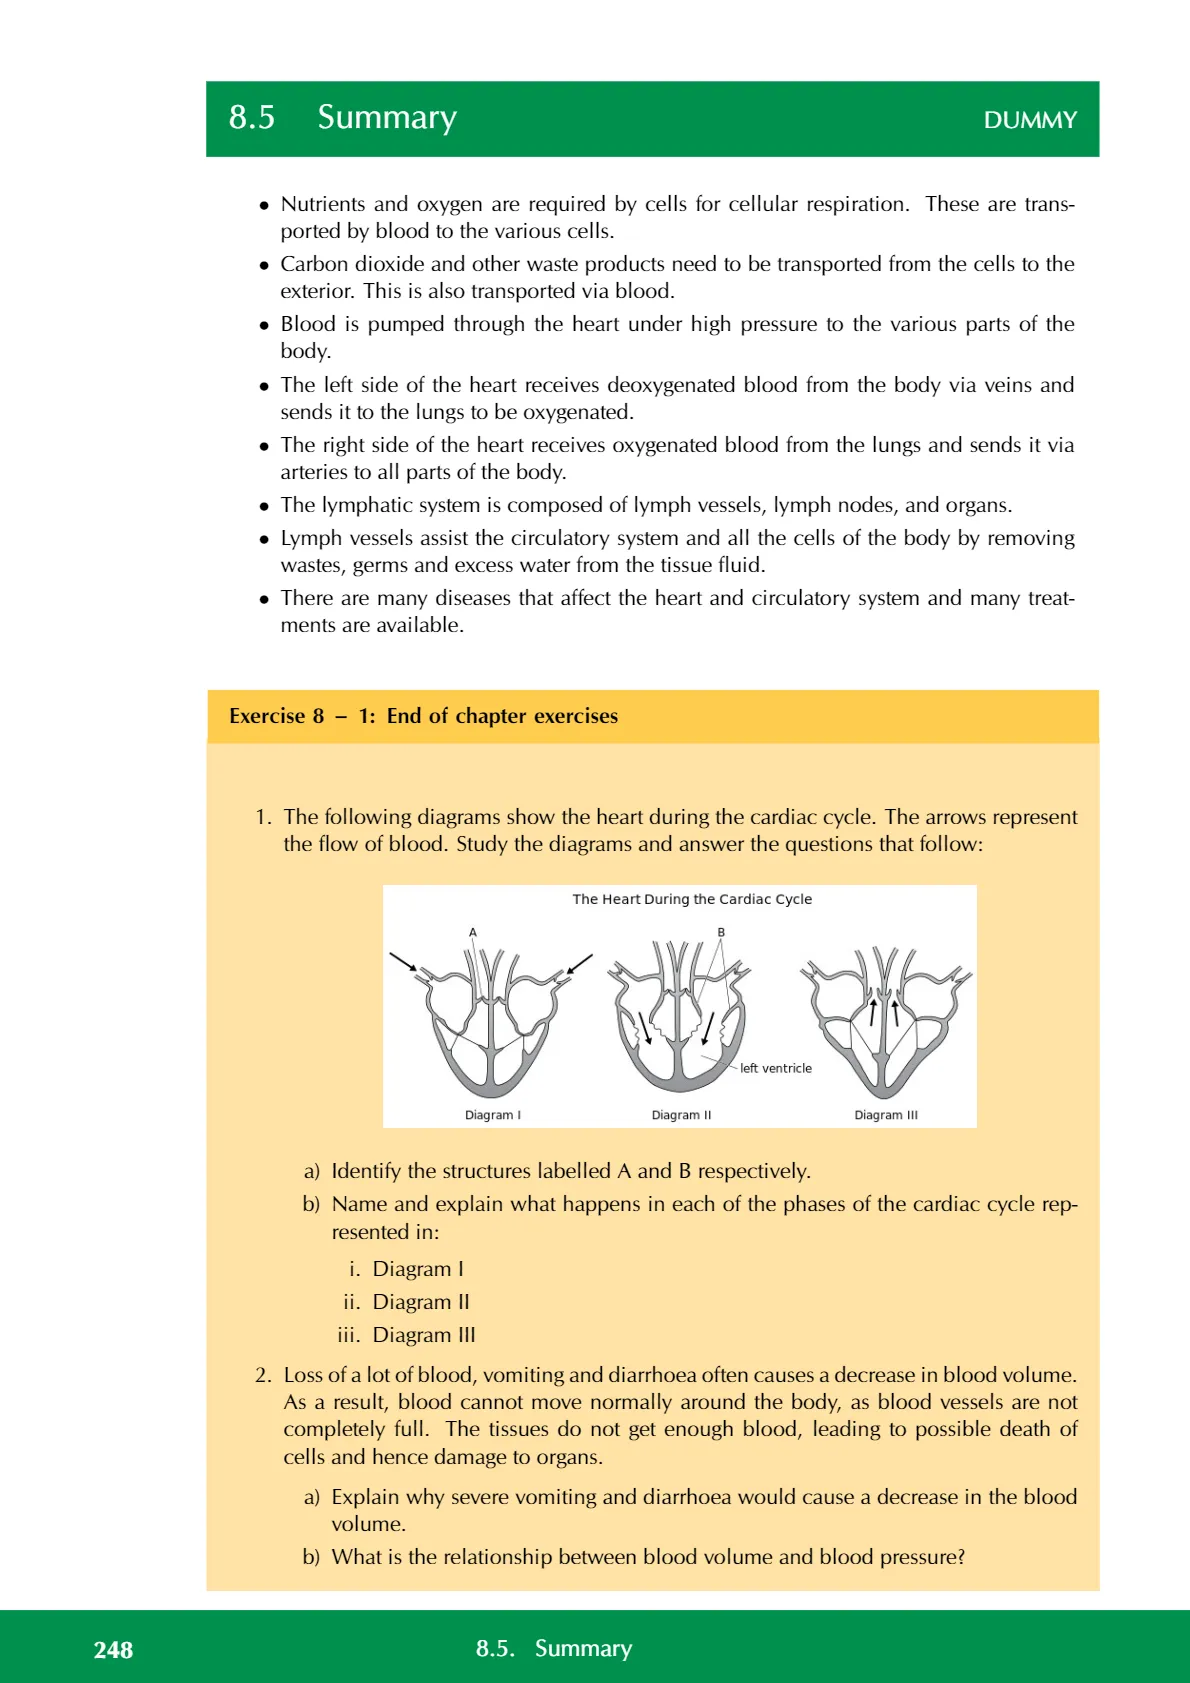 8.5 Summary DUMMY
• Nutrients and oxygen are required by cells for cellular respiration. These are trans-
ported by blood to the various cells.
• Carbon dioxide and other waste products need to be transported from the cells to the
exterior. This is also transported via blood.
• Blood is pumped through the heart under high pressure to the various parts of the
body.
• The left side of the heart receives deoxygenated blood from the body via veins and
sends it to the lungs to be oxygenated.
• The right side of the heart receives oxygenated blood from the lungs and sends it via
arteries to all parts of the body.
• The lymphatic system is composed of lymph vessels, lymph nodes, and organs.
• Lymph vessels assist the circulatory system and all the cells of the body by removing
wastes, germs and excess water from the tissue fluid.
• There are many diseases that affect the heart and circulatory system and many treat-
ments are available.
Exercise 8 – 1: End of chapter exercises
1. The following diagrams show the heart during the cardiac cycle. The arrows represent
the flow of blood. Study the diagrams and answer the questions that follow:
The Heart During the Cardiac Cycle
A B
left ventricle
Diagram I Diagram II Diagram III
a) Identify the structures labelled A and B respectively.
b) Name and explain what happens in each of the phases of the cardiac cycle rep-
resented in:
i. Diagram I
ii. Diagram II
iii. Diagram III
2. Loss of a lot of blood, vomiting and diarrhoea often causes a decrease in blood volume.
As a result, blood cannot move normally around the body, as blood vessels are not
completely full. The tissues do not get enough blood, leading to possible death of
cells and hence damage to organs.
a) Explain why severe vomiting and diarrhoea would cause a decrease in the blood
volume.
b) What is the relationship between blood volume and blood pressure?
248 8.5. Summary